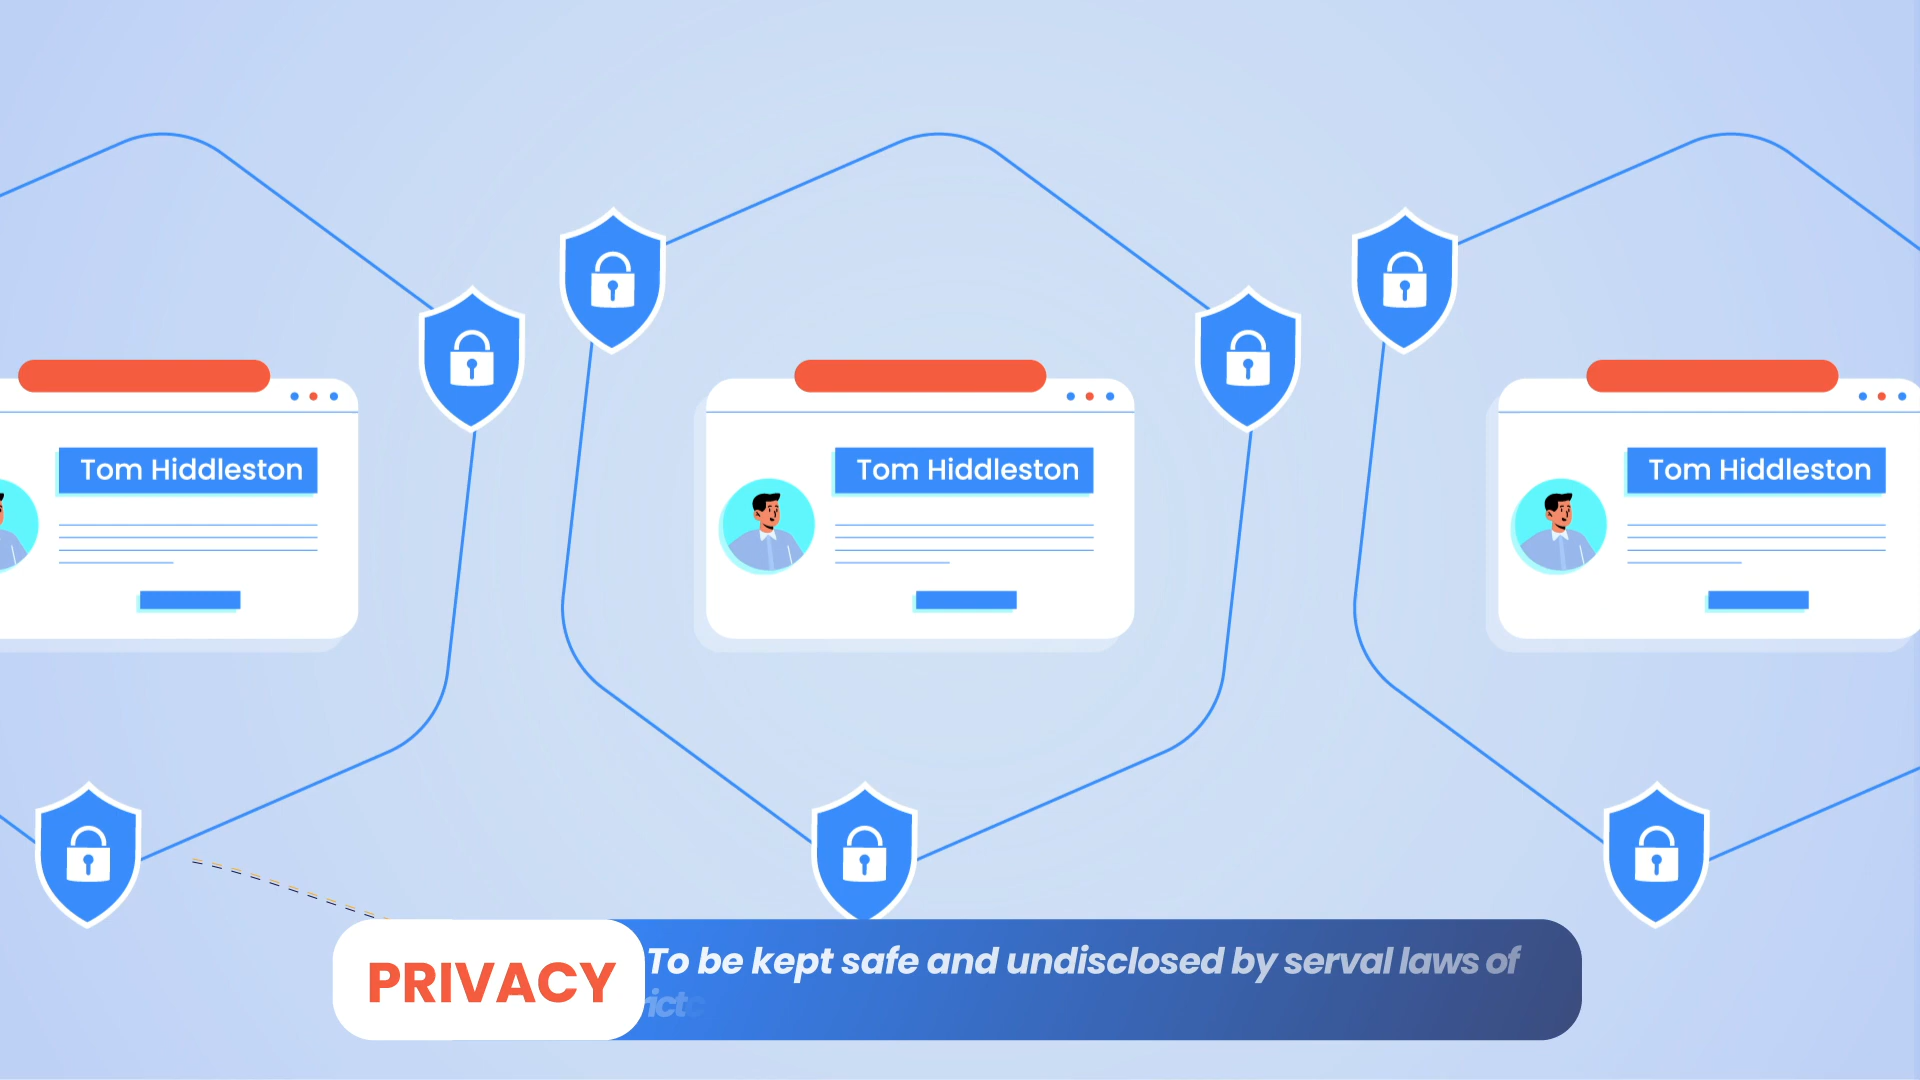 Tom Hiddleston
Tom Hiddleston
Tom Hiddleston
PRIVACY
To be kept safe and undisclosed by serval laws of